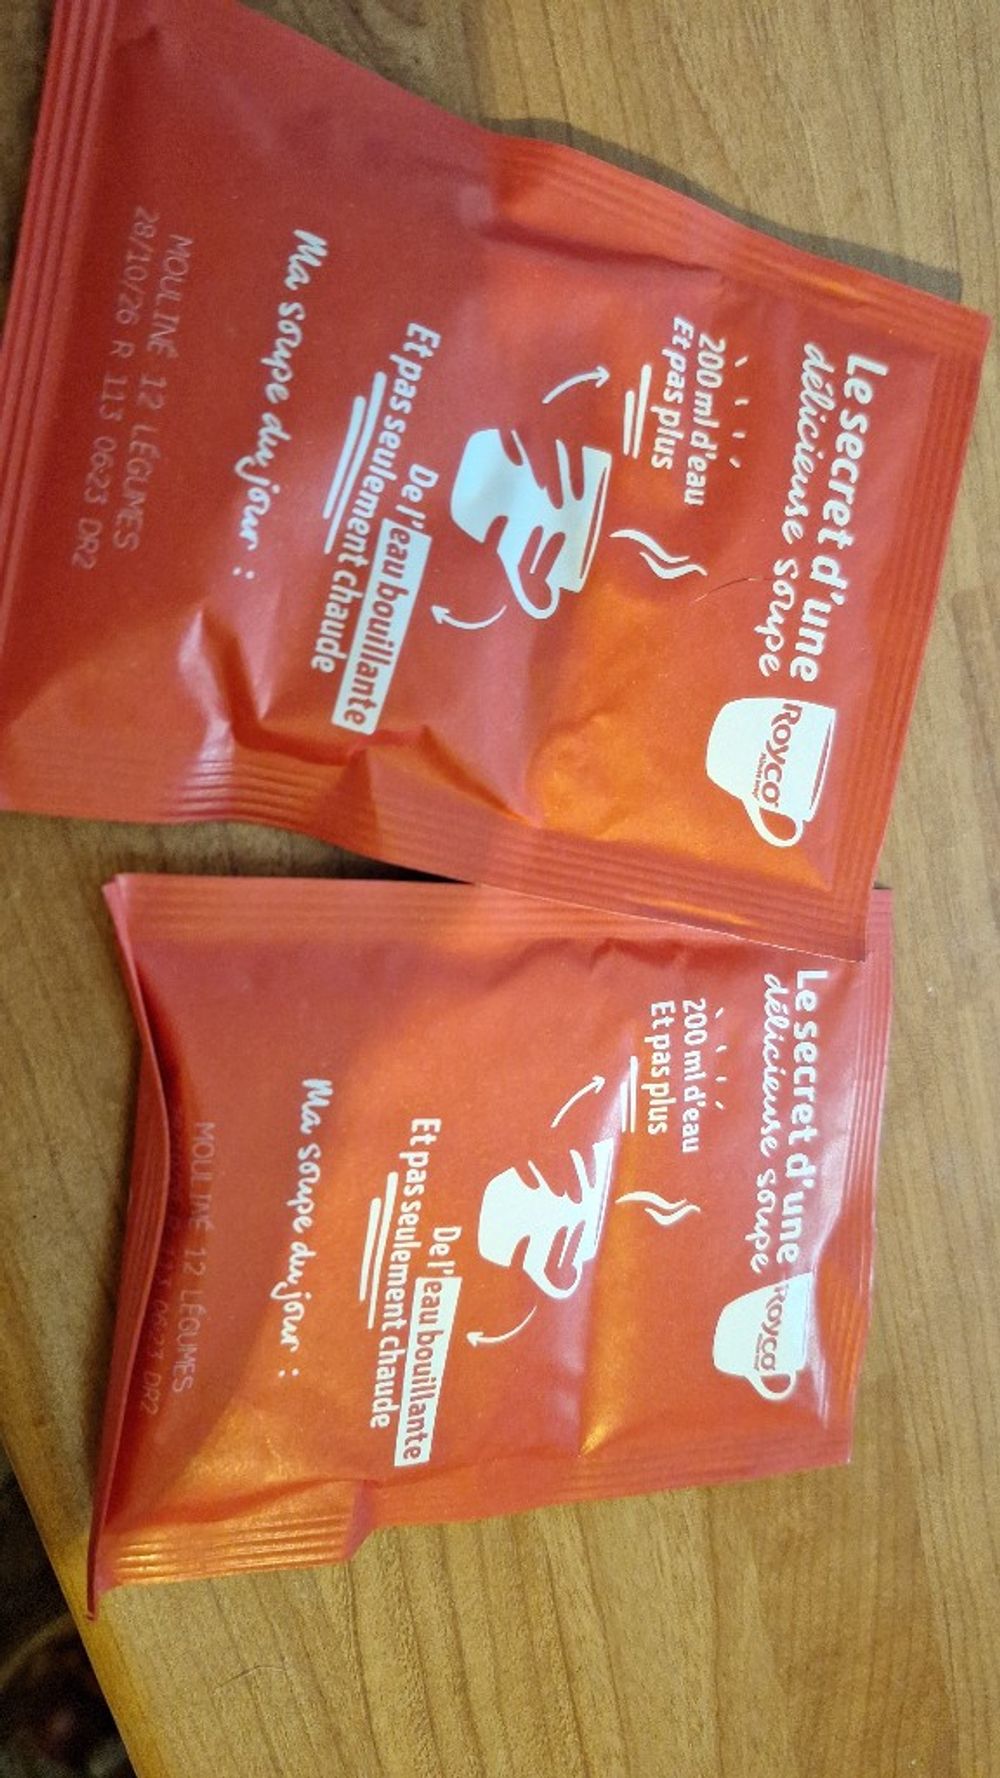 Le secret d'une
délicieuse soupe
Royco
200 ml d'eau
Et pas plus
De l'eau bouillante
Et pas seulement chaude
Ma soupe du jour :
MOULINÉ 12 LÉGUMES
28/10/26 R 113 0623 DR2
Le secret d'une
délicieuse soupe
Royco
200 ml d'eau
Et pas plus
De l'eau bouillante
Et pas seulement chaude
Ma soupe du jour :
MOULINÉ 12 LÉGUMES
0623 DR2